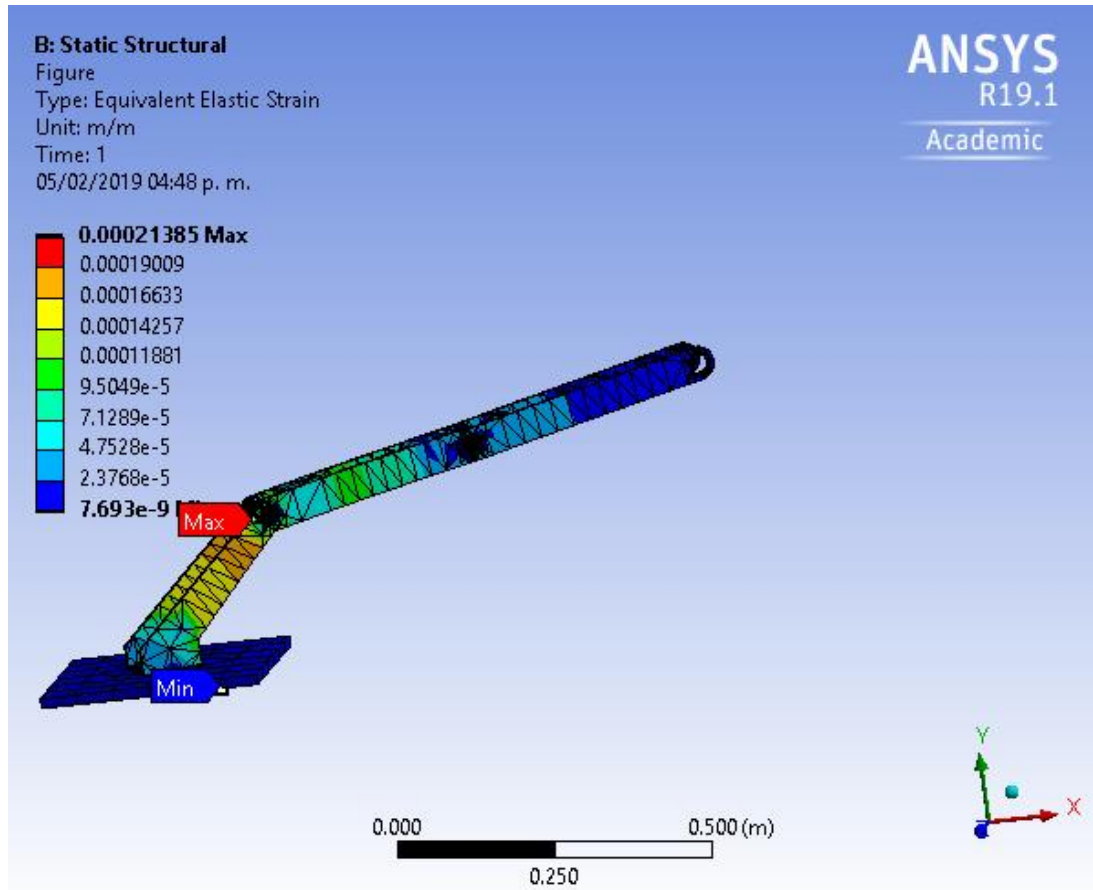 B: Static Structural
Figure
Type: Equivalent Elastic Strain
Unit: m/m
Time: 1
05/02/2019 04:48 p. m.
ANSYS
R19.1
Academic
0.00021385 Max
0.00019009
0.00016633
0.00014257
0.00011881
9.5049e-5
7.1289e-5
4.7528e-5
2.3768e-5
7.693e-9
Max
Min
Y
X
0.000
0.500 (m)
0.250